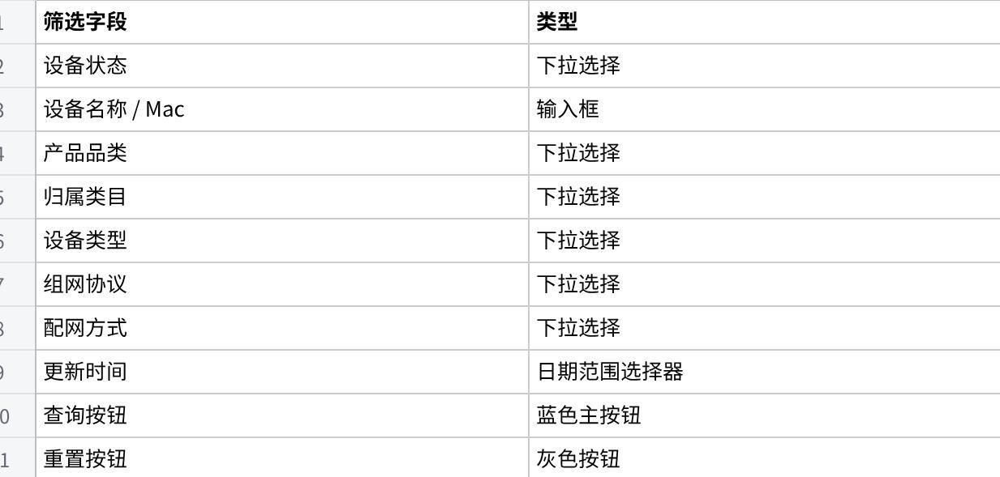 1 筛选字段 类型
2 设备状态 下拉选择
3 设备名称 / Mac 输入框
4 产品品类 下拉选择
5 归属类目 下拉选择
6 设备类型 下拉选择
7 组网协议 下拉选择
8 配网方式 下拉选择
9 更新时间 日期范围选择器
0 查询按钮 蓝色主按钮
1 重置按钮 灰色按钮